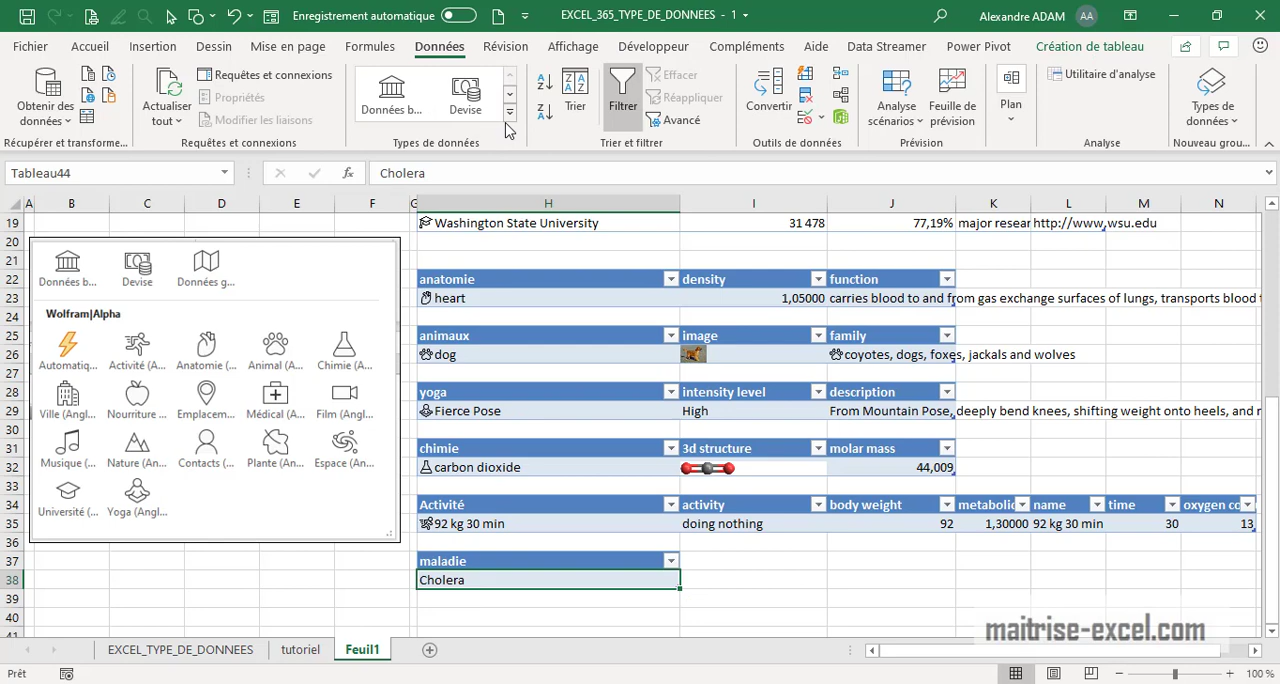 Enregistrement automatique
EXCEL_365_TYPE_DE_DONNEES - 1
Alexandre ADAM
AA
Fichier Accueil Insertion Dessin Mise en page Formules Données Révision Affichage Développeur Compléments Aide Data Streamer Power Pivot Création de tableau
Obtenir des données
Récupérer et transforme...
Actualiser tout
Requêtes et connexions
Propriétés
Modifier les liaisons
Requêtes et connexions
Données b...
Devise
Types de données
Trier
Filtrer
Effacer
Réappliquer
Avancé
Trier et filtrer
Convertir
Outils de données
Analyse scénarios
Feuille de prévision
Prévision
Plan
Utilitaire d'analyse
Analyse
Types de données
Nouveau grou...
Tableau44
fx
Cholera
A B C D E F G H I J K L M N
19 Washington State University 31 478 77,19% major resear http://www.wsu.edu
20
21
22 anatomie density function
23 heart 1,05000 carries blood to and from gas exchange surfaces of lungs, transports blood
24
25 animaux image family
26 dog coyotes, dogs, foxes, jackals and wolves
27
28 yoga intensity level description
29 Fierce Pose High From Mountain Pose, deeply bend knees, shifting weight onto heels, and
30
31 chimie 3d structure molar mass
32 carbon dioxide 44,009
33
34 Activité activity body weight metabolic name time oxygen co
35 92 kg 30 min doing nothing 92 1,30000 92 kg 30 min 30 13,
36
37 maladie
38 Cholera
39
40
41
Données b... Devise Données g...
Wolfram|Alpha
Automatiq... Activité (A... Anatomie (... Animal (A... Chimie (A...
Ville (Angl... Nourriture ... Emplacem... Médical (A... Film (Angl...
Musique (... Nature (An... Contacts (... Plante (An... Espace (An...
Université (... Yoga (Angl...
maitrise-excel.com
EXCEL_TYPE_DE_DONNEES tutoriel Feuil1
Prêt
100 %